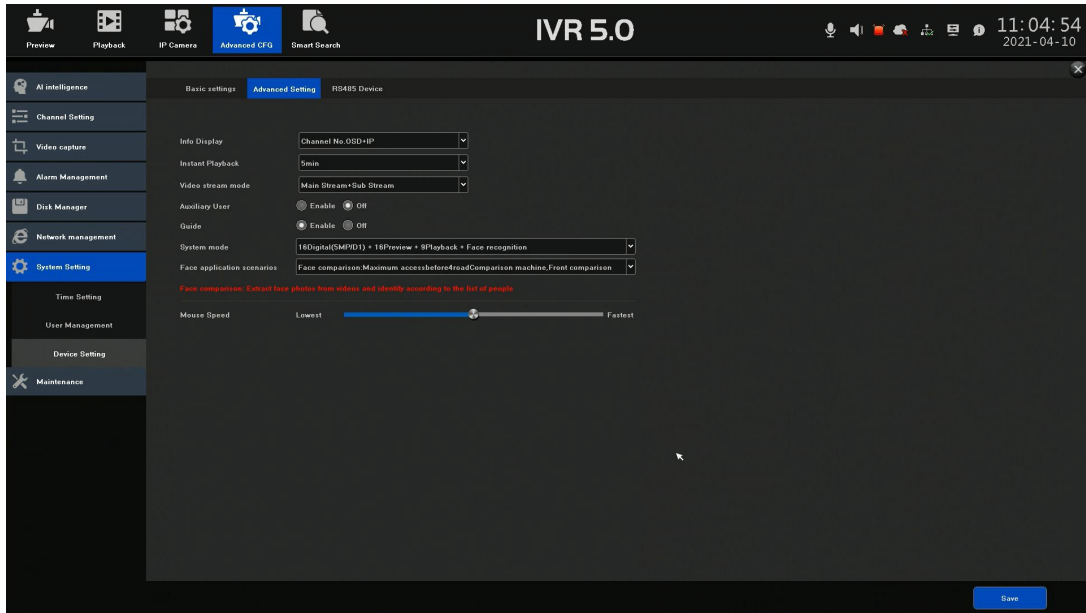 Preview Playback IP Camera Advanced CFG Smart Search
IVR 5.0
11:04:54
2021-04-10
AI intelligence
Channel Setting
Video capture
Alarm Management
Disk Manager
Network management
System Setting
Time Setting
User Management
Device Setting
Maintenance
Basic settings Advanced Setting RS485 Device
Info Display Channel No.OSD+IP
Instant Playback 5min
Video stream mode Main Stream+Sub Stream
Auxiliary User Enable Off
Guide Enable Off
System mode 16Digital(5MP/D1) + 16Preview + 9Playback + Face recognition
Face application scenarios Face comparison:Maximum accessbefore4roadComparison machine,Front comparison
Face comparison: Extract face photos from videos and identity according to the list of people
Mouse Speed Lowest Fastest
Save